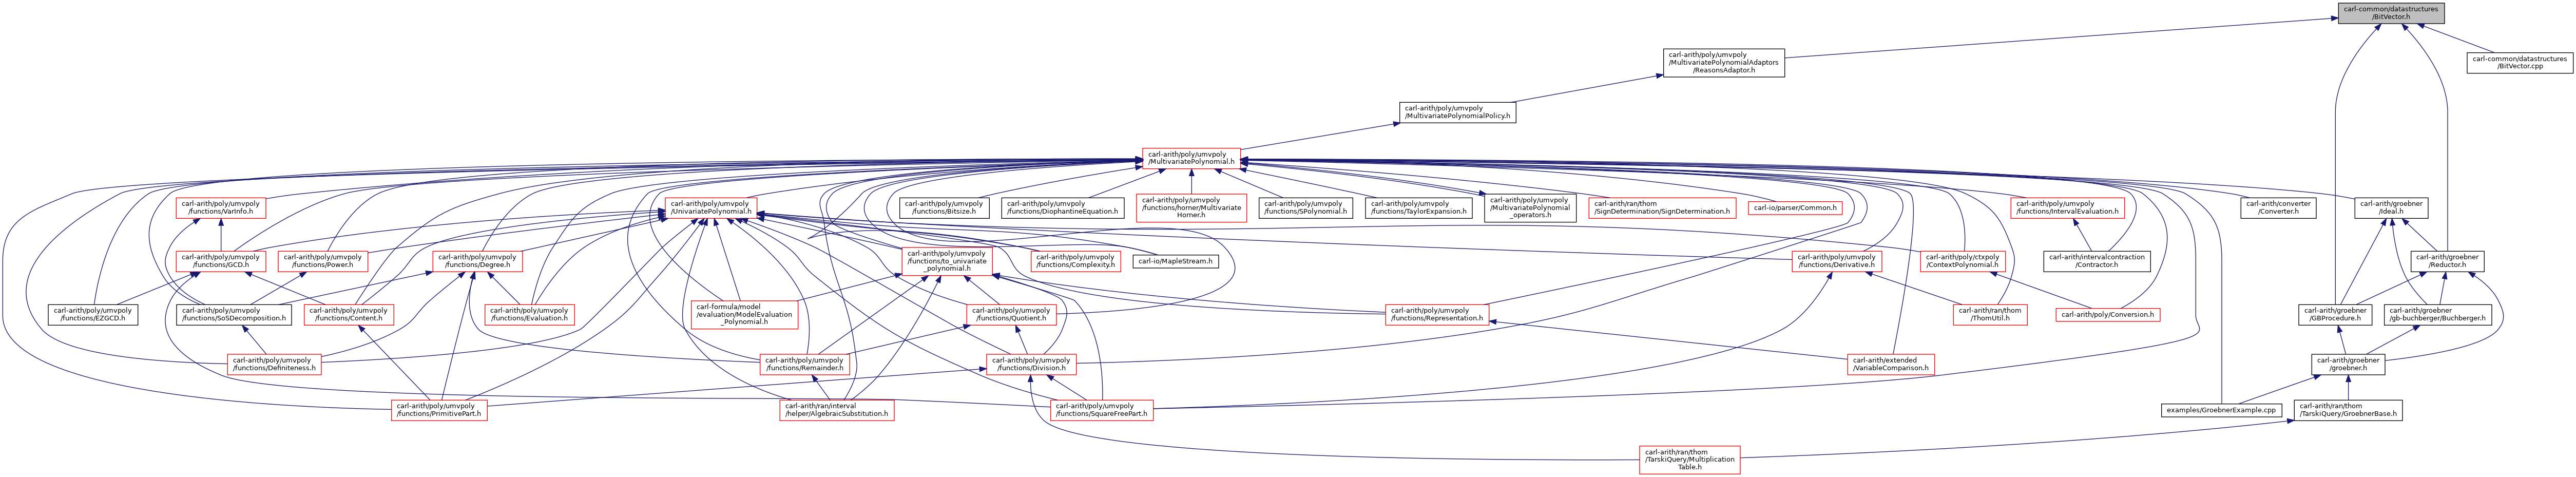 carl-common/datastructures
/BitVector.h
carl-arith/poly/umvpoly
/MultivariatePolynomialAdaptors
/ReasonsAdaptor.h
carl-common/datastructures
/BitVector.cpp
carl-arith/poly/umvpoly
/MultivariatePolynomialPolicy.h
carl-arith/poly/umvpoly
/MultivariatePolynomial.h
carl-arith/poly/umvpoly
/functions/VarInfo.h
carl-arith/poly/umvpoly
/UnivariatePolynomial.h
carl-arith/poly/umvpoly
/functions/Bitsize.h
carl-arith/poly/umvpoly
/functions/DiophantineEquation.h
carl-arith/poly/umvpoly
/functions/horner/Multivariate
Horner.h
carl-arith/poly/umvpoly
/functions/SPolynomial.h
carl-arith/poly/umvpoly
/functions/TaylorExpansion.h
carl-arith/poly/umvpoly
/MultivariatePolynomial
_operators.h
carl-arith/ran/thom
/SignDetermination/SignDetermination.h
carl-io/parser/Common.h
carl-arith/poly/umvpoly
/functions/IntervalEvaluation.h
carl-arith/converter
/Converter.h
carl-arith/groebner
/Ideal.h
carl-arith/poly/umvpoly
/functions/GCD.h
carl-arith/poly/umvpoly
/functions/Power.h
carl-arith/poly/umvpoly
/functions/Degree.h
carl-arith/poly/umvpoly
/functions/to_univariate
_polynomial.h
carl-arith/poly/umvpoly
/functions/Complexity.h
carl-io/MapleStream.h
carl-arith/poly/umvpoly
/functions/Derivative.h
carl-arith/poly/ctxpoly
/ContextPolynomial.h
carl-arith/intervalcontraction
/Contractor.h
carl-arith/groebner
/Reductor.h
carl-arith/poly/umvpoly
/functions/EZGCD.h
carl-arith/poly/umvpoly
/functions/SoSDecomposition.h
carl-arith/poly/umvpoly
/functions/Content.h
carl-arith/poly/umvpoly
/functions/Evaluation.h
carl-formula/model
/evaluation/ModelEvaluation
_Polynomial.h
carl-arith/poly/umvpoly
/functions/Quotient.h
carl-arith/poly/umvpoly
/functions/Representation.h
carl-arith/ran/thom
/ThomUtil.h
carl-arith/poly/Conversion.h
carl-arith/groebner
/GBProcedure.h
carl-arith/groebner
/gb-buchberger/Buchberger.h
carl-arith/poly/umvpoly
/functions/Definiteness.h
carl-arith/poly/umvpoly
/functions/Remainder.h
carl-arith/poly/umvpoly
/functions/Division.h
carl-arith/extended
/VariableComparison.h
carl-arith/groebner
/groebner.h
carl-arith/poly/umvpoly
/functions/PrimitivePart.h
carl-arith/ran/interval
/helper/AlgebraicSubstitution.h
carl-arith/poly/umvpoly
/functions/SquareFreePart.h
examples/GroebnerExample.cpp
carl-arith/ran/thom
/TarskiQuery/GroebnerBase.h
carl-arith/ran/thom
/TarskiQuery/Multiplication
Table.h